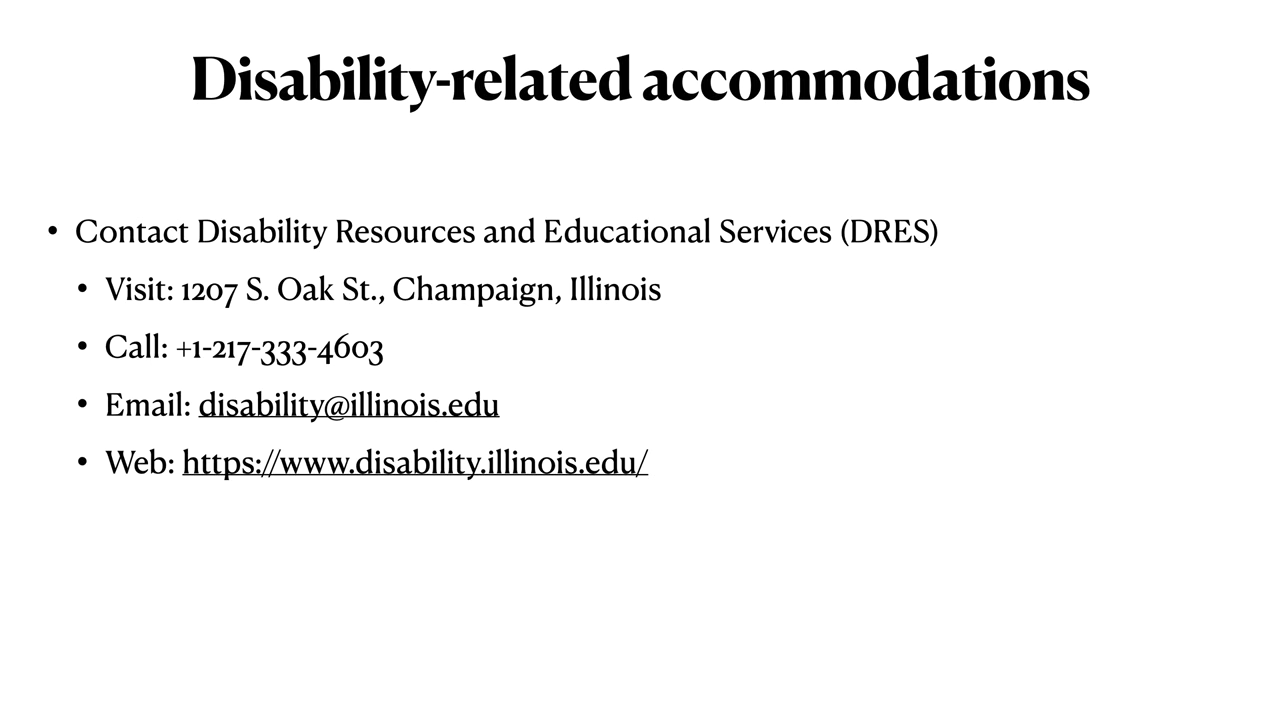 Disability-related accommodations
• Contact Disability Resources and Educational Services (DRES)
• Visit: 1207 S. Oak St., Champaign, Illinois
• Call: +1-217-333-4603
• Email: disability@illinois.edu
• Web: https://www.disability.illinois.edu/